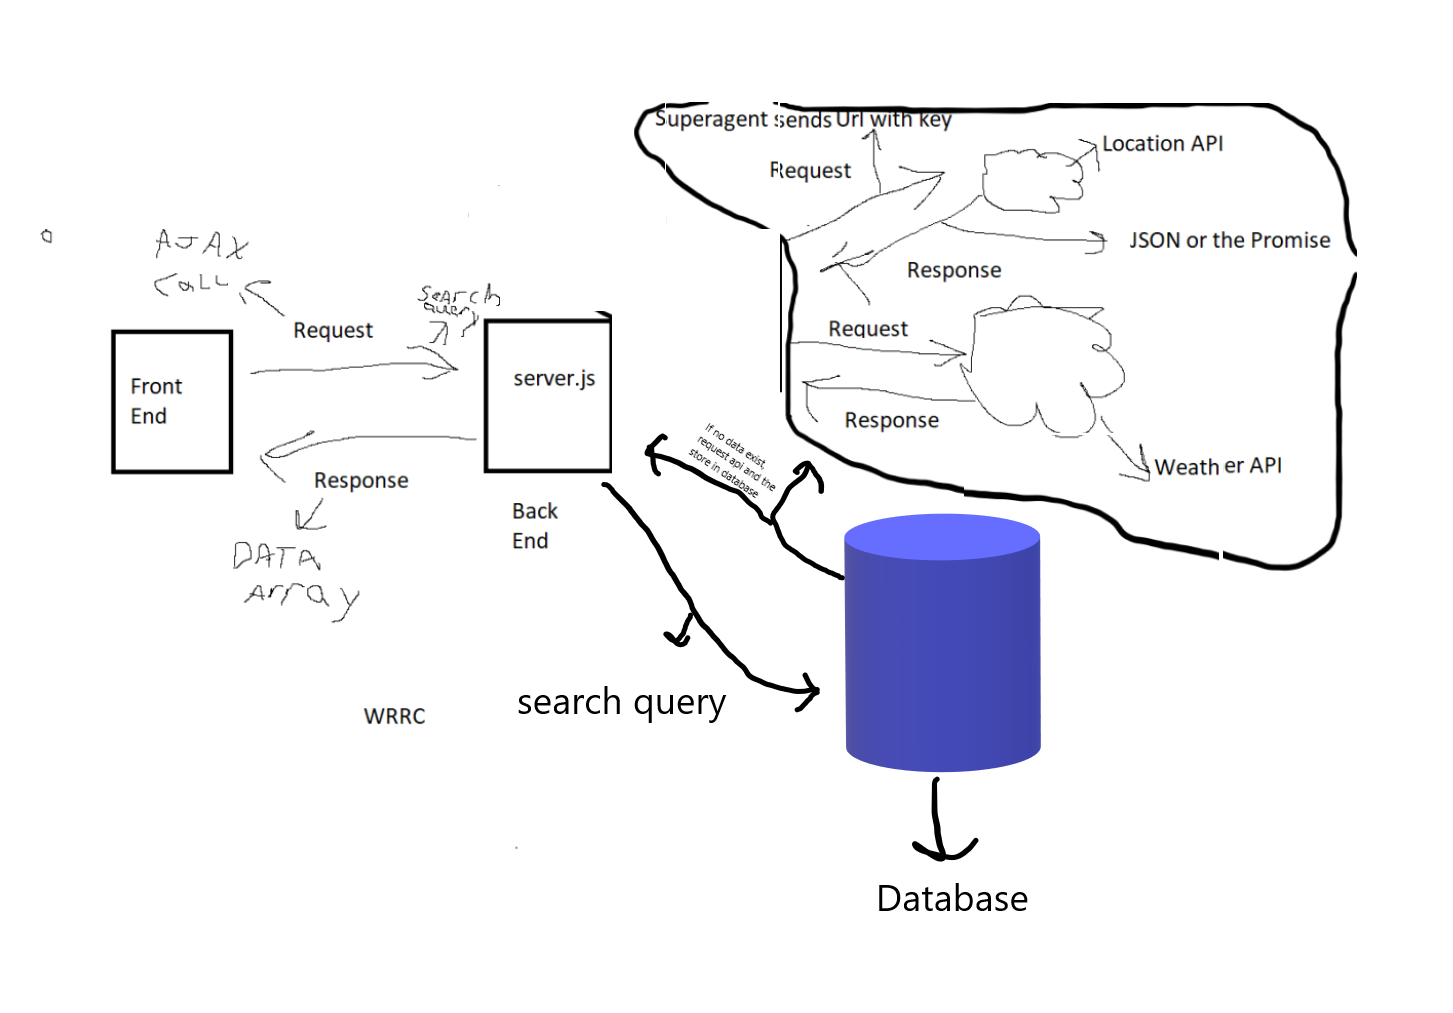 Superagent sends Url with key
Request
Location API
JSON or the Promise
Response
AJAX
CALL
Request
Search
query
Front
End
server.js
Request
Response
Weather API
Response
DATA
Array
Back
End
If no data exist,
request api and the
store in database
search query
WRRC
Database